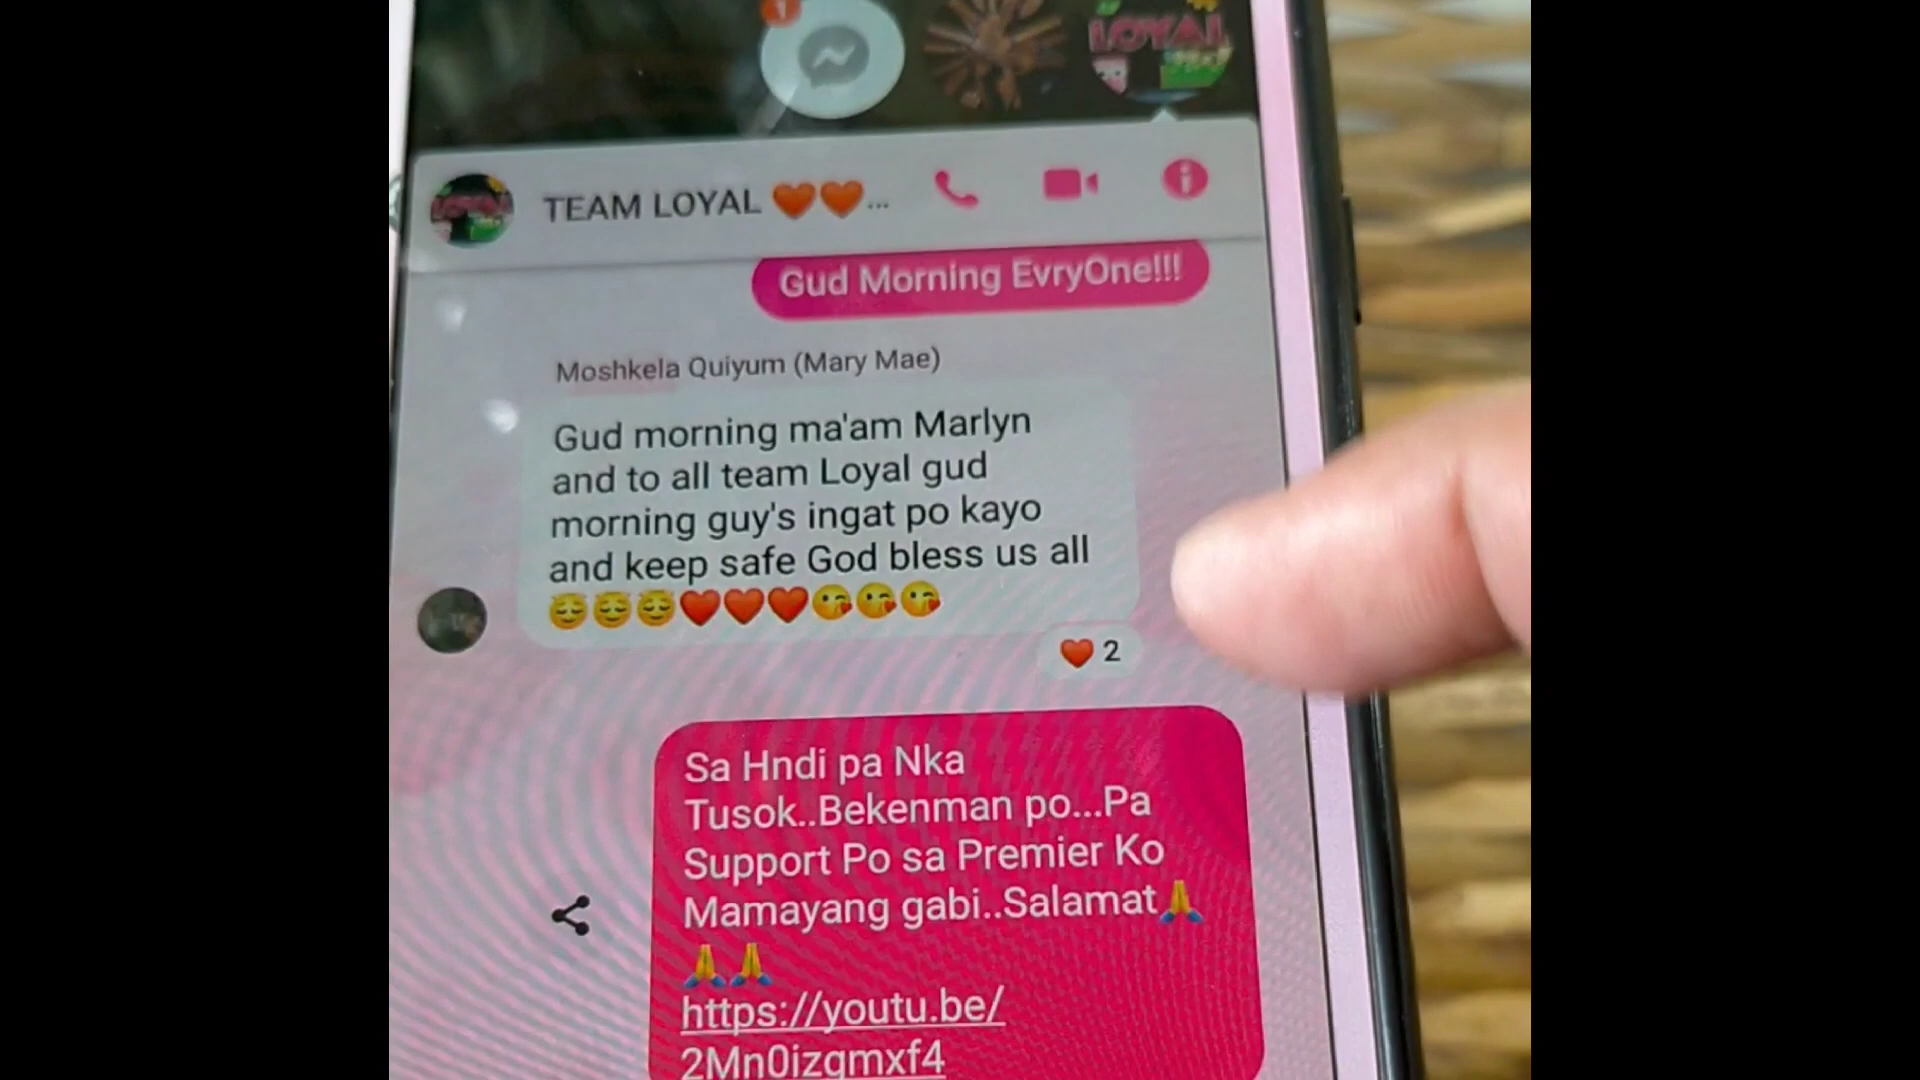 LOYAL
TEAM LOYAL ❤️❤️...
Gud Morning EvryOne!!!
Moshkela Quiyum (Mary Mae)
Gud morning ma'am Marlyn
and to all team Loyal gud
morning guy's ingat po kayo
and keep safe God bless us all
😇😇😇❤️❤️❤️😘😘😘
❤️ 2
Sa Hndi pa Nka
Tusok..Bekenman po...Pa
Support Po sa Premier Ko
Mamayang gabi..Salamat🙏
🙏🙏
https://youtu.be/
2Mn0izgmxf4